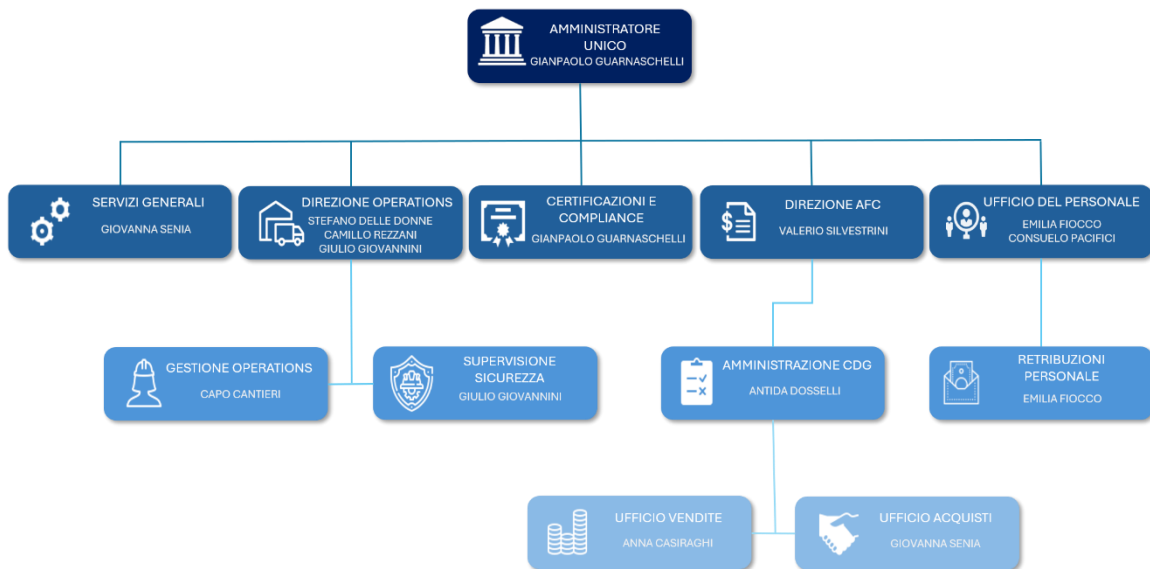 AMMINISTRATORE
UNICO
GIANPAOLO GUARNASCHELLI
SERVIZI GENERALI
GIOVANNA SENIA
DIREZIONE OPERATIONS
STEFANO DELLE DONNE
CAMILLO REZZANI
GIULIO GIOVANNINI
CERTIFICAZIONI E
COMPLIANCE
GIANPAOLO GUARNASCHELLI
DIREZIONE AFC
VALERIO SILVESTRINI
UFFICIO DEL PERSONALE
EMILIA FIOCCO
CONSUELO PACIFICI
GESTIONE OPERATIONS
CAPO CANTIERI
SUPERVISIONE
SICUREZZA
GIULIO GIOVANNINI
AMMINISTRAZIONE CDG
ANTIDA DOSSELLI
RETRIBUZIONI
PERSONALE
EMILIA FIOCCO
UFFICIO VENDITE
ANNA CASIRAGHI
UFFICIO ACQUISTI
GIOVANNA SENIA